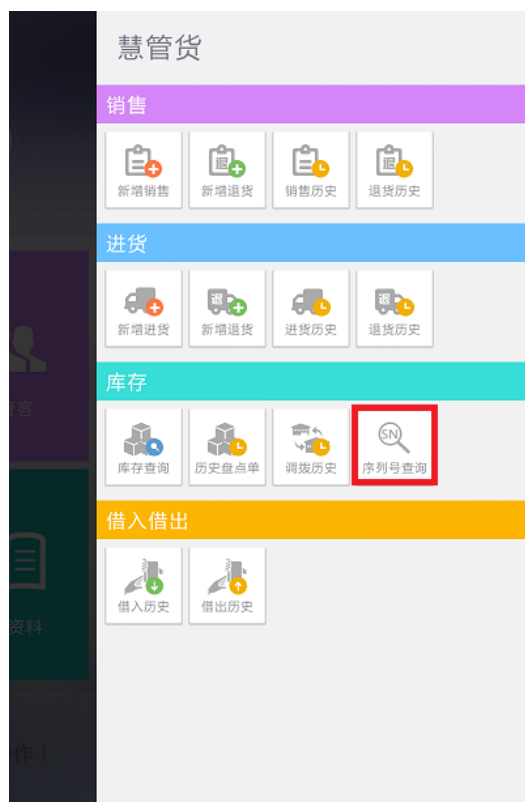 慧管货
销售
新增销售 新增退货 销售历史 退货历史
进货
新增进货 新增退货 进货历史 退货历史
库存
库存查询 历史盘点单 调拨历史 序列号查询
SN
借入借出
借入历史 借出历史
客
资料
作！